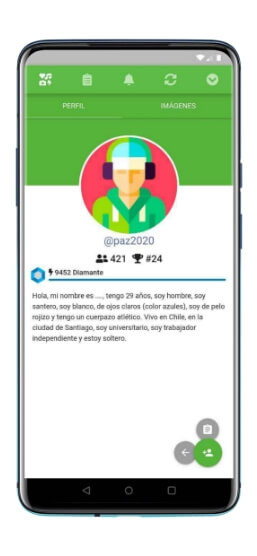 PERFIL IMÁGENES
@paz2020
421 #24
9452 Diamante
Hola, mi nombre es ...., tengo 29 años, soy hombre, soy
santero, soy blanco, de ojos claros (color azules), soy de pelo
rojizo y tengo un cuerpazo atlético. Vivo en Chile, en la
ciudad de Santiago, soy universitario, soy trabajador
independiente y estoy soltero.